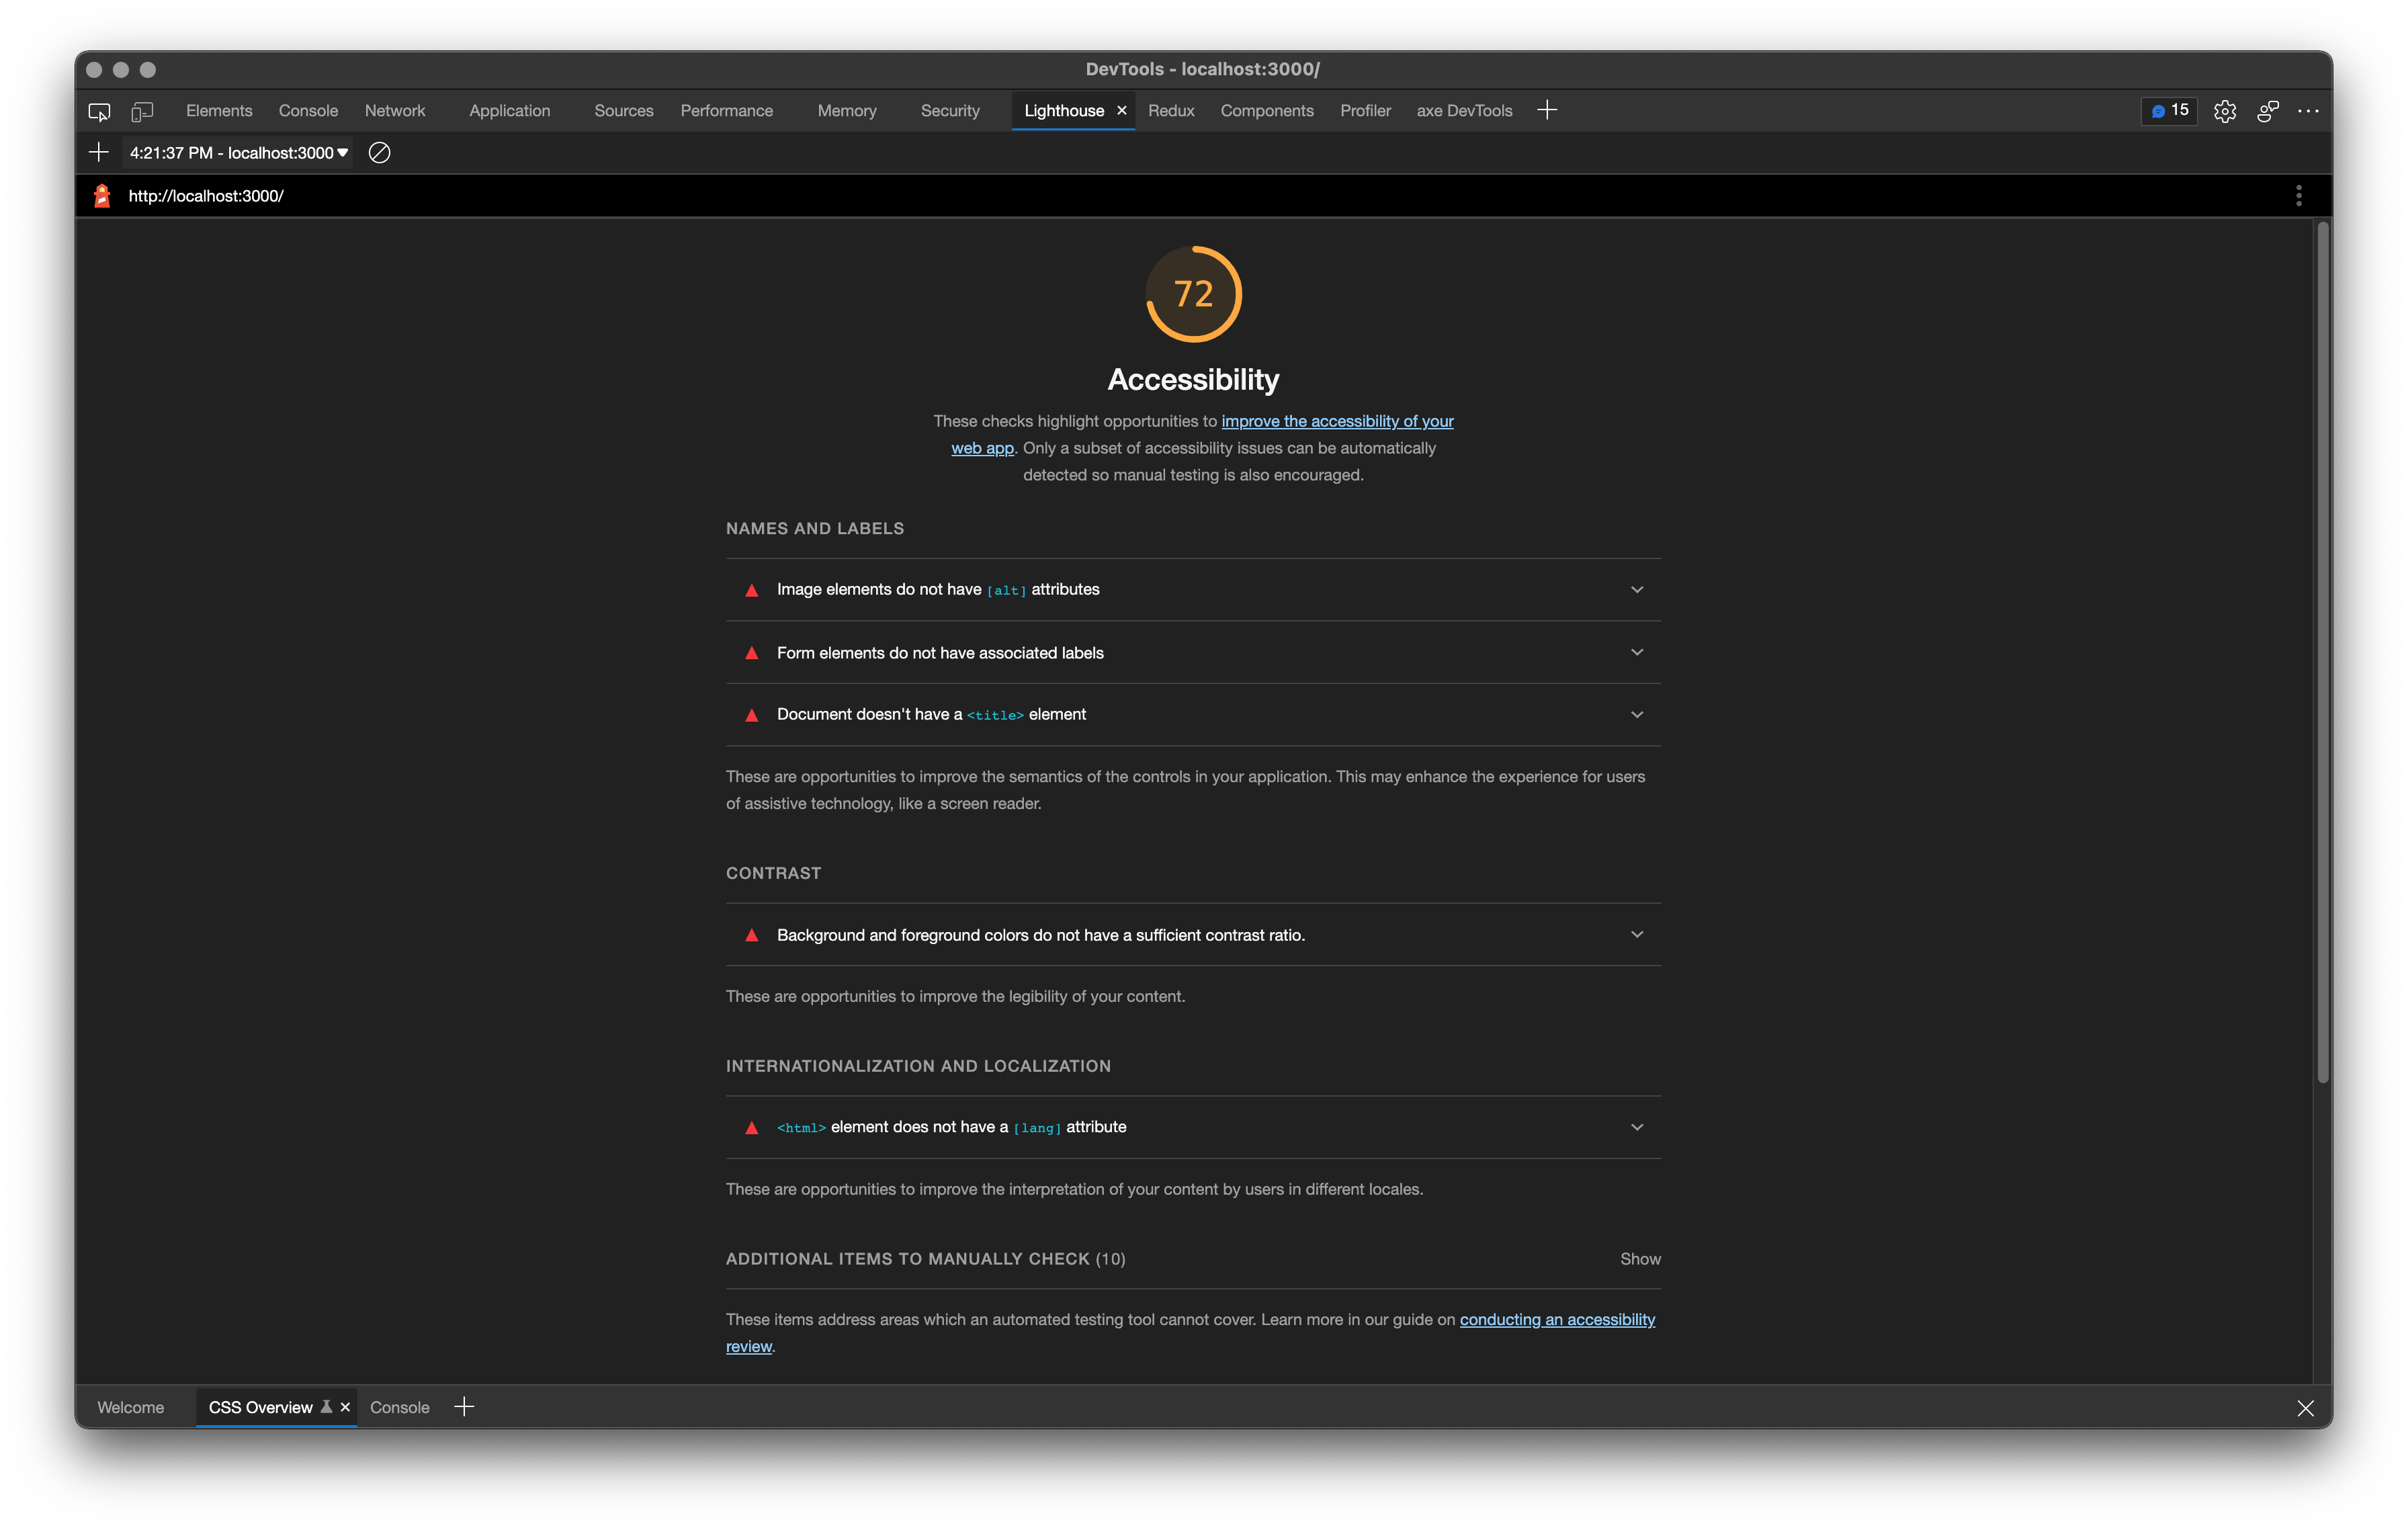 DevTools - localhost:3000/
Elements Console Network Application Sources Performance Memory Security Lighthouse Redux Components Profiler axe DevTools 15
4:21:37 PM - localhost:3000
http://localhost:3000/
72
Accessibility
These checks highlight opportunities to improve the accessibility of your
web app. Only a subset of accessibility issues can be automatically
detected so manual testing is also encouraged.
NAMES AND LABELS
Image elements do not have [alt] attributes
Form elements do not have associated labels
Document doesn't have a <title> element
These are opportunities to improve the semantics of the controls in your application. This may enhance the experience for users
of assistive technology, like a screen reader.
CONTRAST
Background and foreground colors do not have a sufficient contrast ratio.
These are opportunities to improve the legibility of your content.
INTERNATIONALIZATION AND LOCALIZATION
<html> element does not have a [lang] attribute
These are opportunities to improve the interpretation of your content by users in different locales.
ADDITIONAL ITEMS TO MANUALLY CHECK (10) Show
These items address areas which an automated testing tool cannot cover. Learn more in our guide on conducting an accessibility
review.
Welcome CSS Overview Console